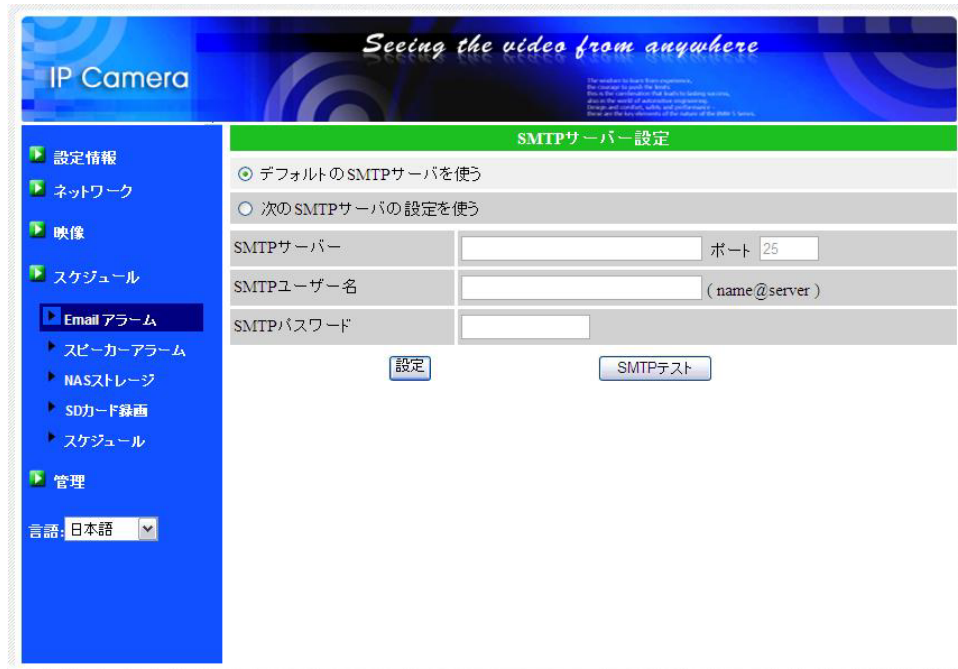 Seeing the video from anywhere
IP Camera
SMTPサーバー設定
設定情報
ネットワーク
映像
スケジュール
Email アラーム
スピーカーアラーム
NASストレージ
SDカード録画
スケジュール
管理
言語: 日本語
デフォルトのSMTPサーバを使う
次のSMTPサーバの設定を使う
SMTPサーバー ポート 25
SMTPユーザー名 ( name@server )
SMTPパスワード
設定 SMTPテスト